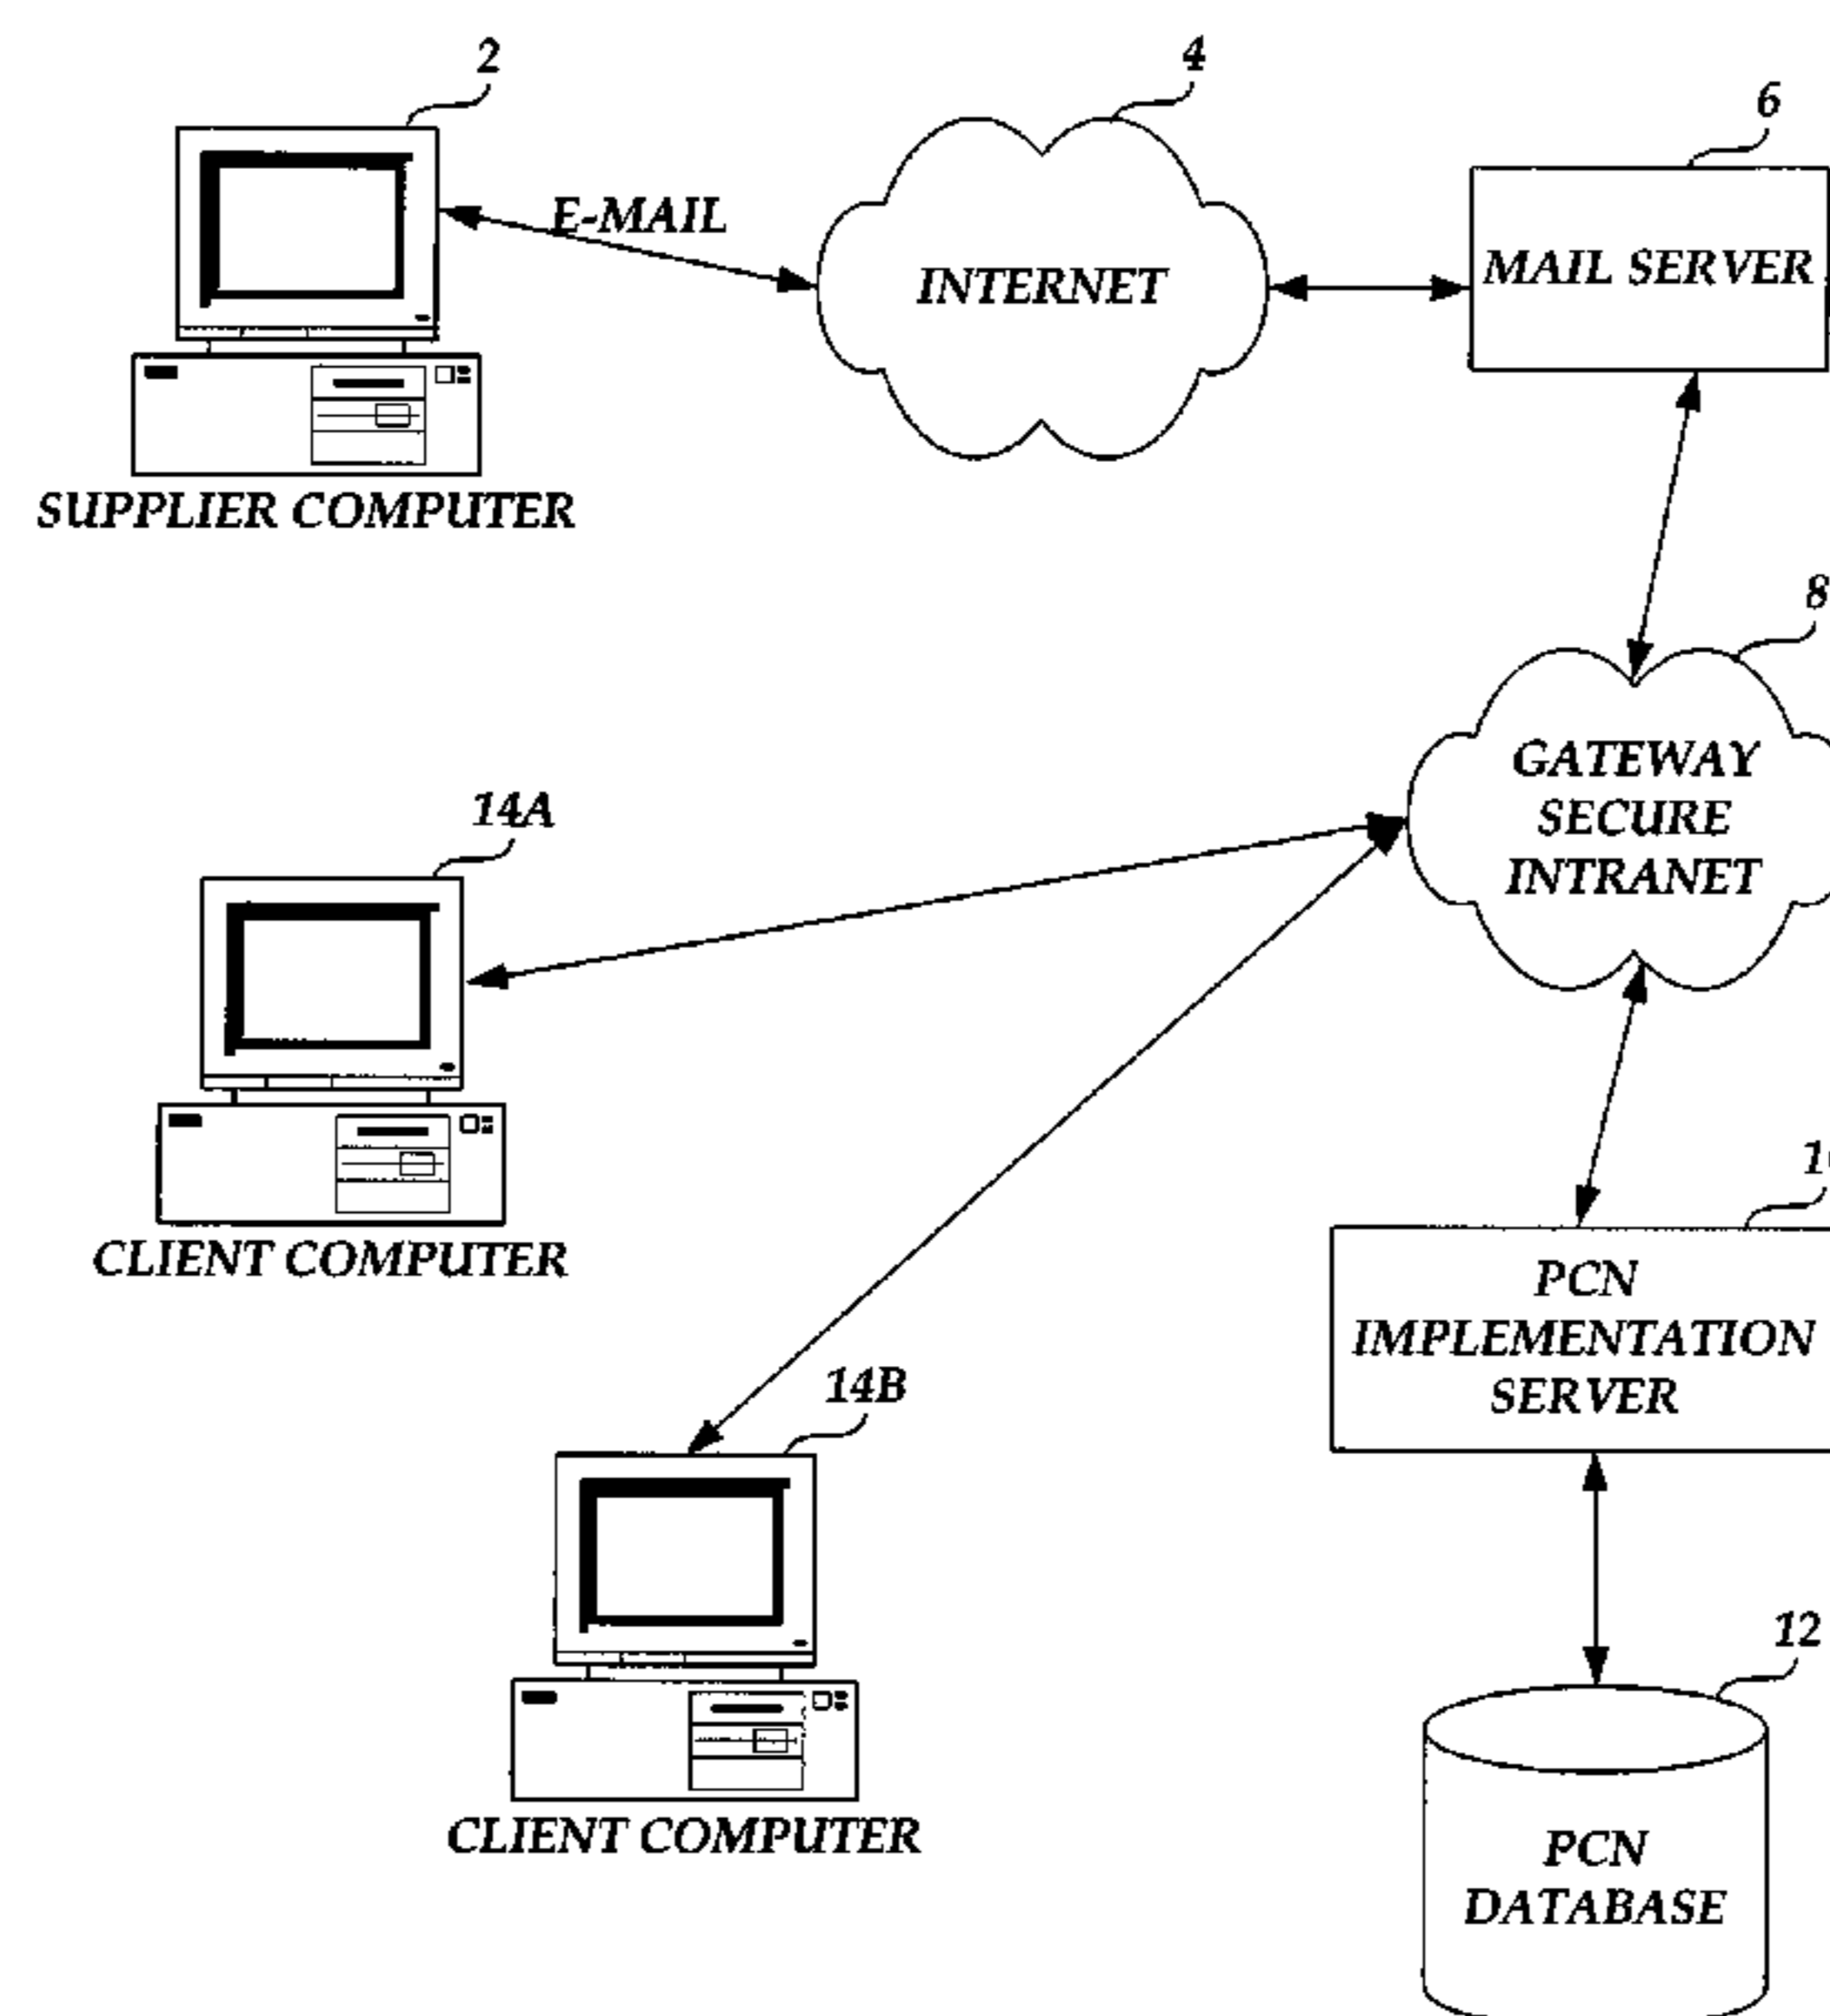 2
4
6
E-MAIL
INTERNET
MAIL SERVER
SUPPLIER COMPUTER
8
GATEWAY
SECURE
INTRANET
14A
CLIENT COMPUTER
PCN
IMPLEMENTATION
SERVER
14B
CLIENT COMPUTER
12
PCN
DATABASE